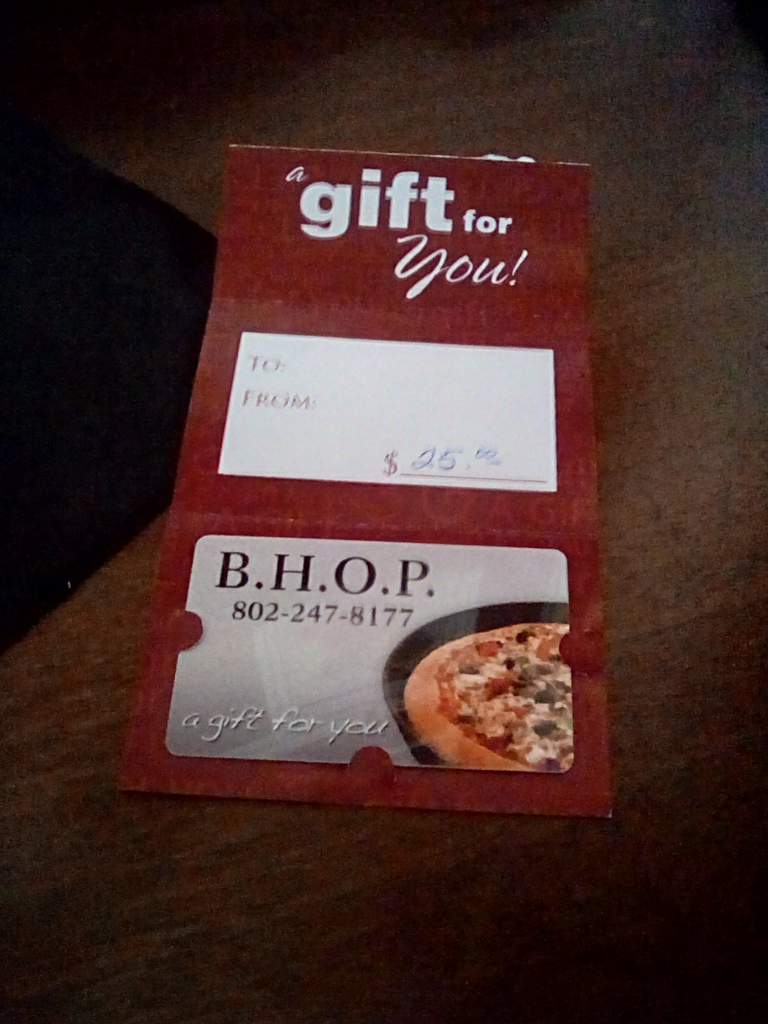 a
gift for
You!
TO:
FROM:
$ 25.00
B.H.O.P.
802-247-8177
a gift for you